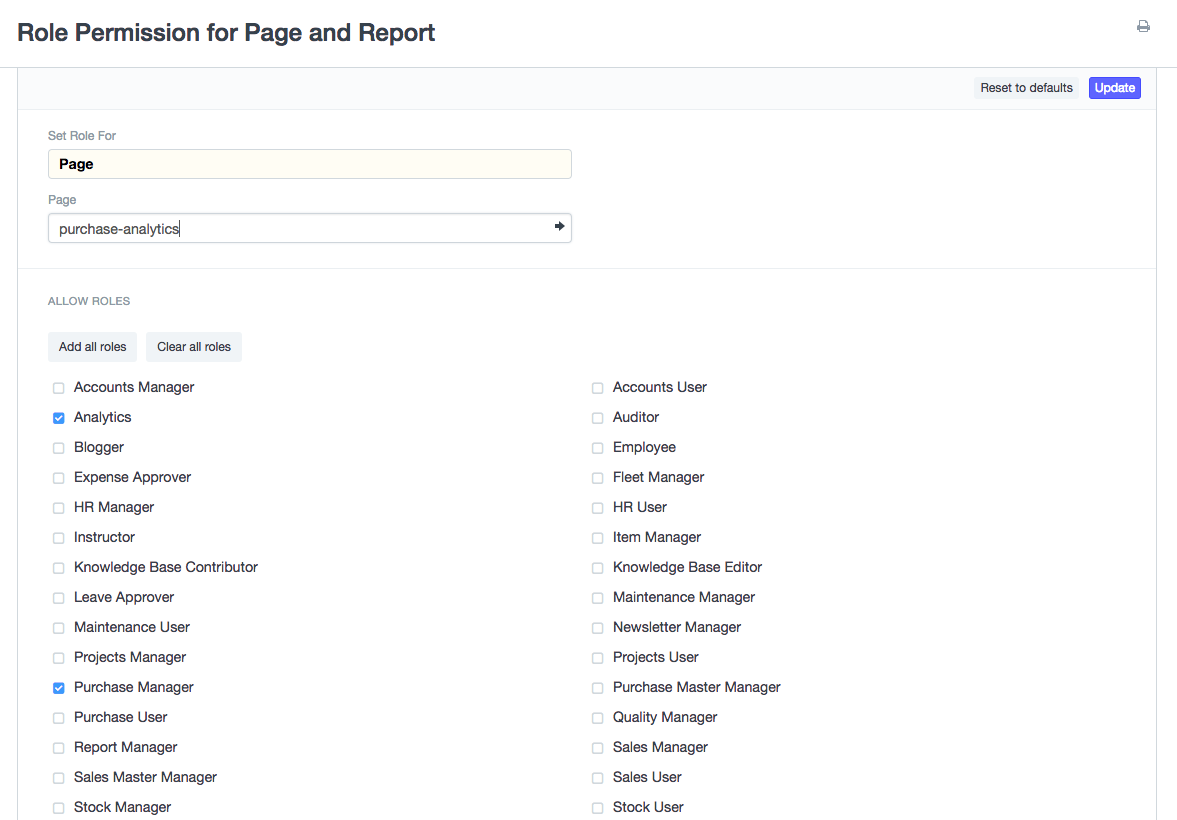 Role Permission for Page and Report
Reset to defaults Update
Set Role For
Page
Page
purchase-analytics
ALLOW ROLES
Add all roles Clear all roles
Accounts Manager Accounts User
Analytics Auditor
Blogger Employee
Expense Approver Fleet Manager
HR Manager HR User
Instructor Item Manager
Knowledge Base Contributor Knowledge Base Editor
Leave Approver Maintenance Manager
Maintenance User Newsletter Manager
Projects Manager Projects User
Purchase Manager Purchase Master Manager
Purchase User Quality Manager
Report Manager Sales Manager
Sales Master Manager Sales User
Stock Manager Stock User